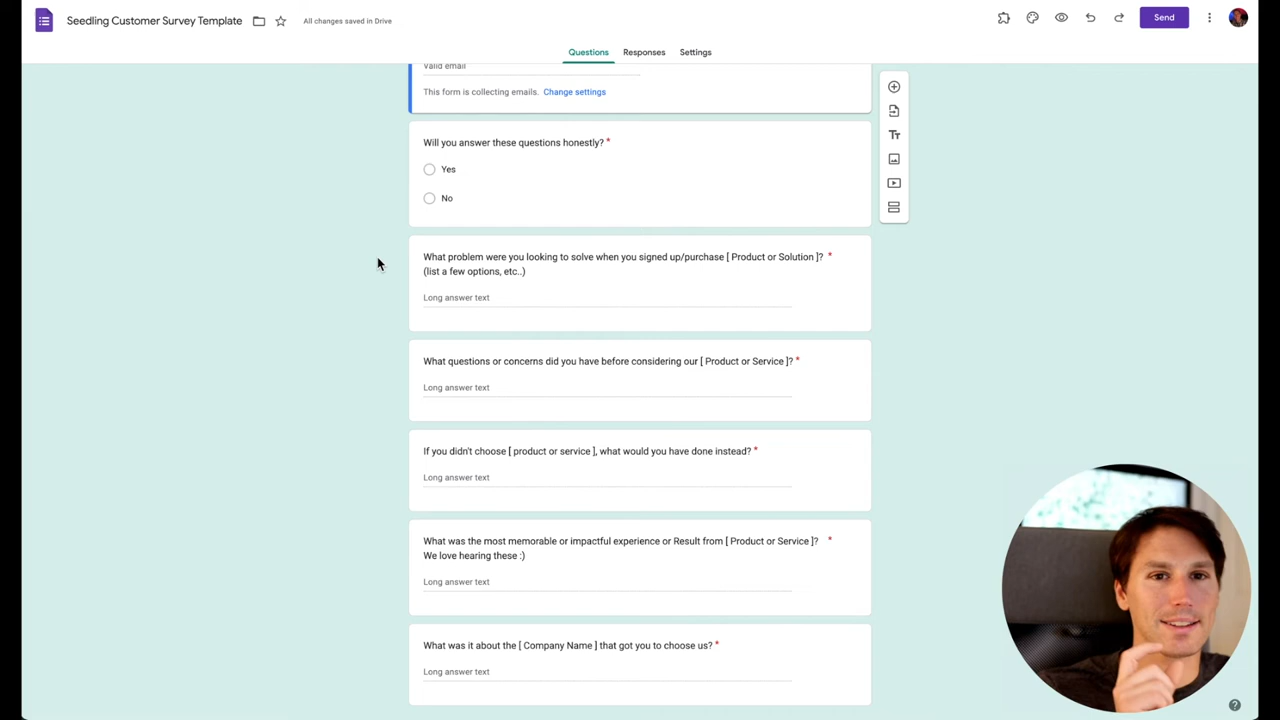 Seedling Customer Survey Template
All changes saved in Drive
Send
Questions
Responses
Settings
Valid email
This form is collecting emails. Change settings
Will you answer these questions honestly? *
Yes
No
What problem were you looking to solve when you signed up/purchase [ Product or Solution ]? *
(list a few options, etc..)
Long answer text
What questions or concerns did you have before considering our [ Product or Service ]? *
Long answer text
If you didn't choose [ product or service ], what would you have done instead? *
Long answer text
What was the most memorable or impactful experience or Result from [ Product or Service ]? *
We love hearing these :)
Long answer text
What was it about the [ Company Name ] that got you to choose us? *
Long answer text